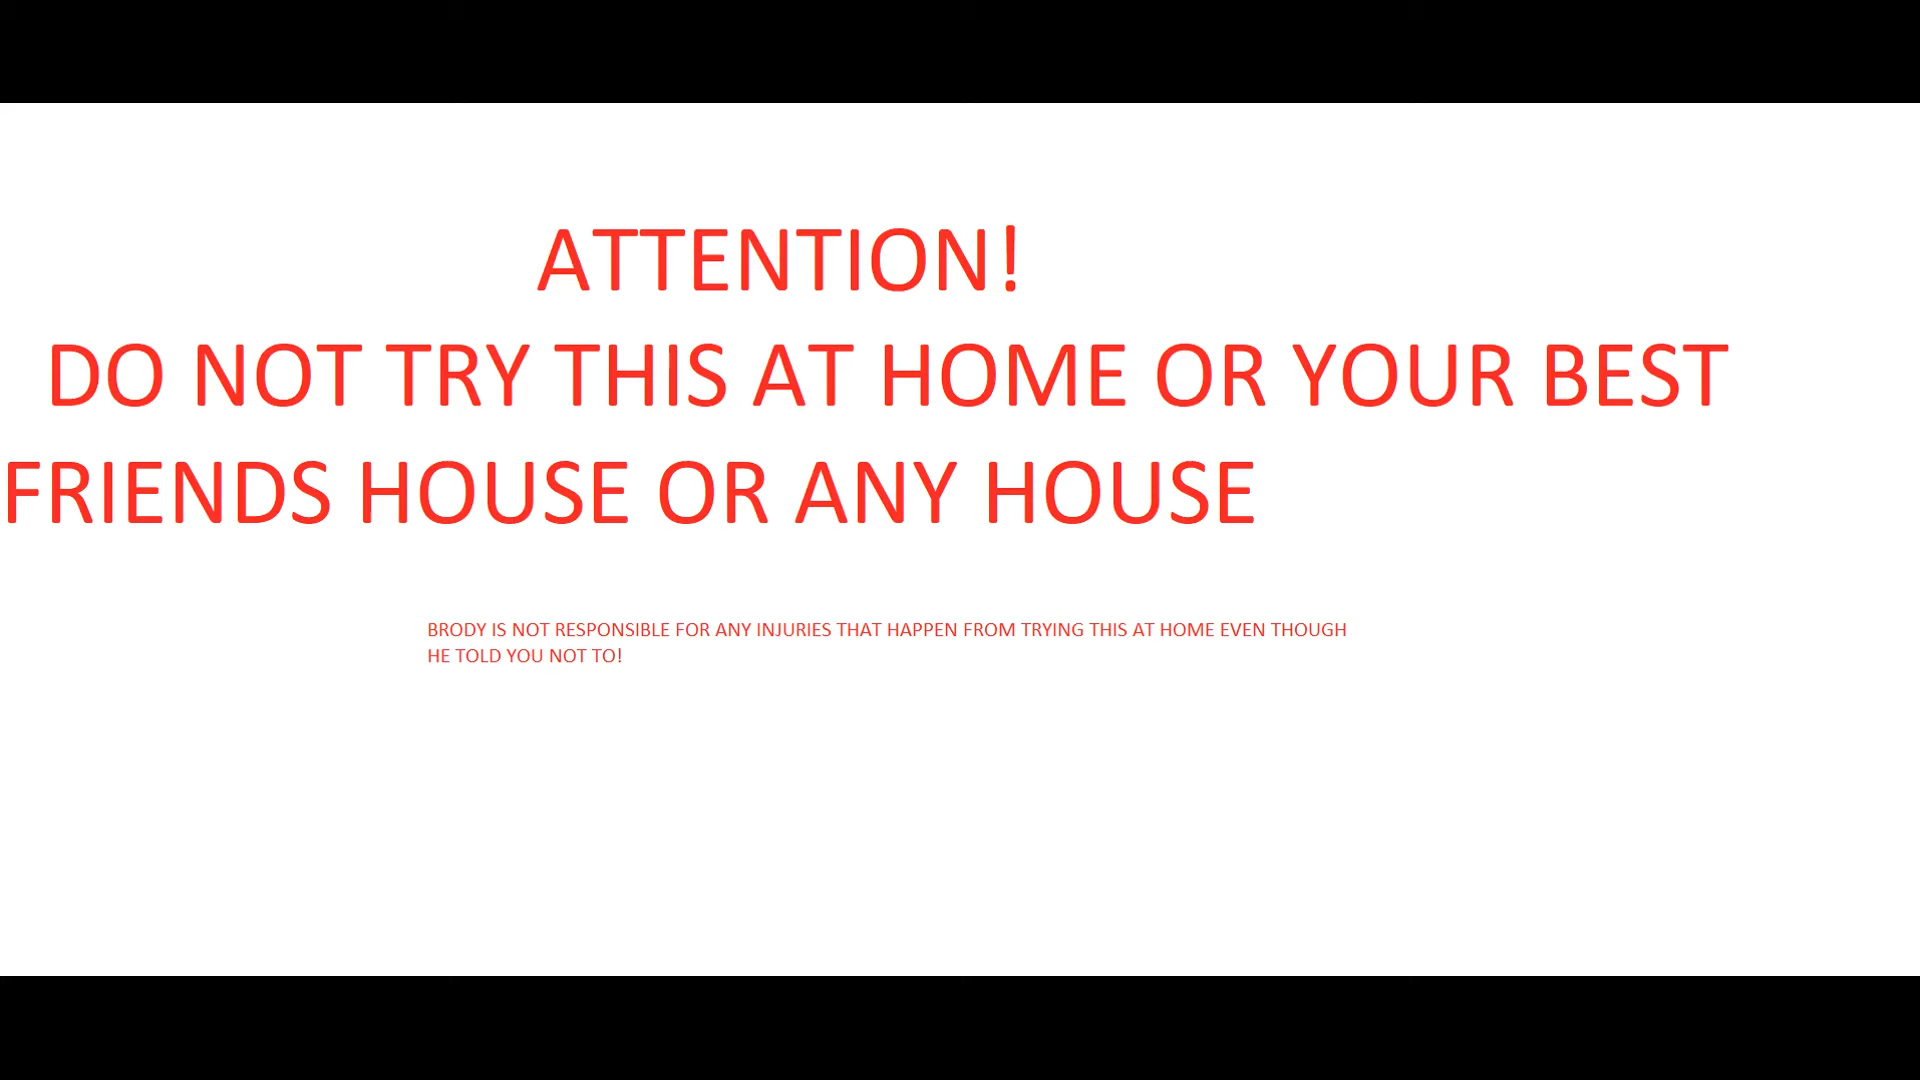 ATTENTION!
DO NOT TRY THIS AT HOME OR YOUR BEST
FRIENDS HOUSE OR ANY HOUSE
BRODY IS NOT RESPONSIBLE FOR ANY INJURIES THAT HAPPEN FROM TRYING THIS AT HOME EVEN THOUGH
HE TOLD YOU NOT TO!